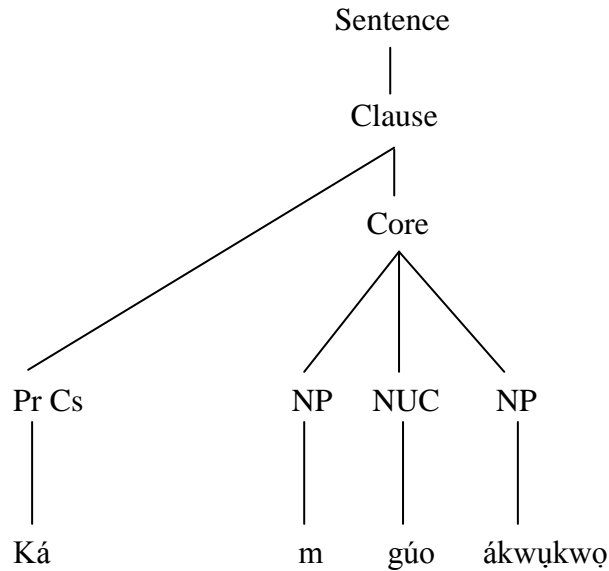 Sentence
Clause
Core
Pr Cs NP NUC NP
Ká m gúo ákwụkwọ